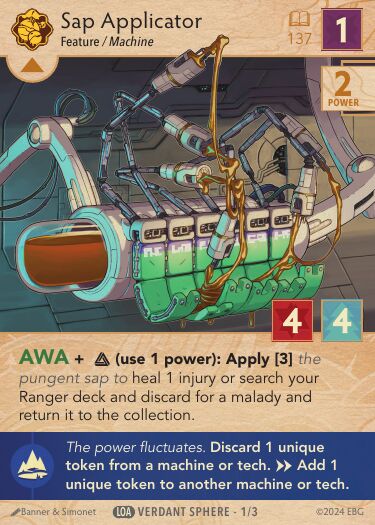 Sap Applicator
Feature / Machine
137
1
2
POWER
4
4
AWA + (use 1 power): Apply [3] the
pungent sap to heal 1 injury or search your
Ranger deck and discard for a malady and
return it to the collection.
The power fluctuates. Discard 1 unique
token from a machine or tech. Add 1
unique token to another machine or tech.
Banner & Simonet
LOA VERDANT SPHERE · 1/3
©2024 EBG